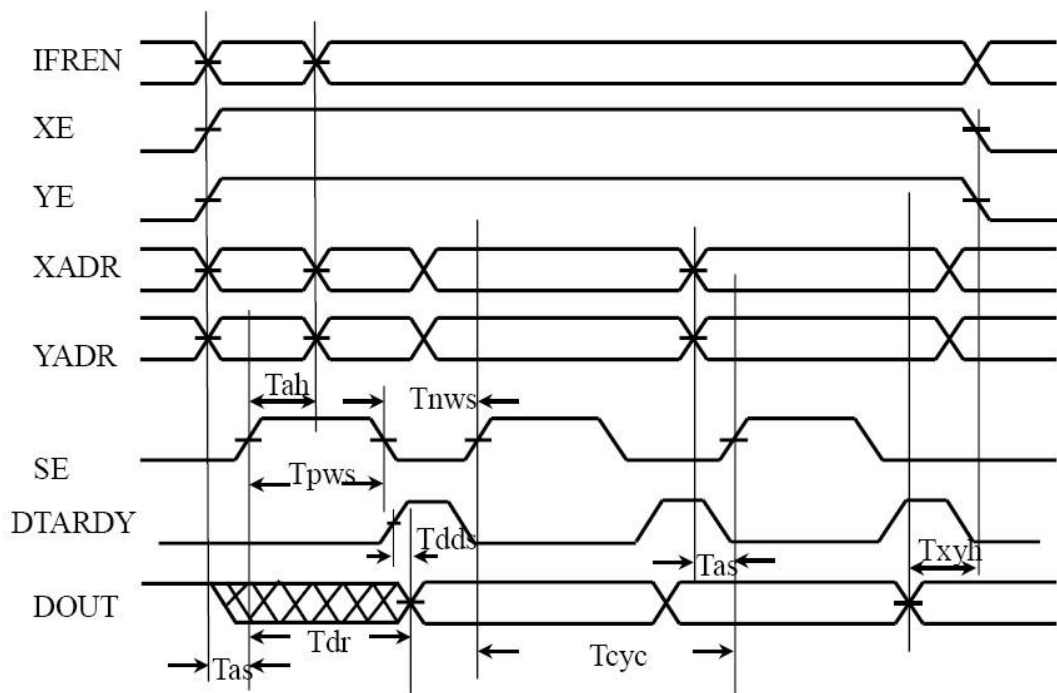 IFREN
XE
YE
XADR
YADR
Tah
Tnws
SE
Tpws
DTARDY
Tdds
Tas
Txyh
DOUT
Tdr
Tcyc
Tas